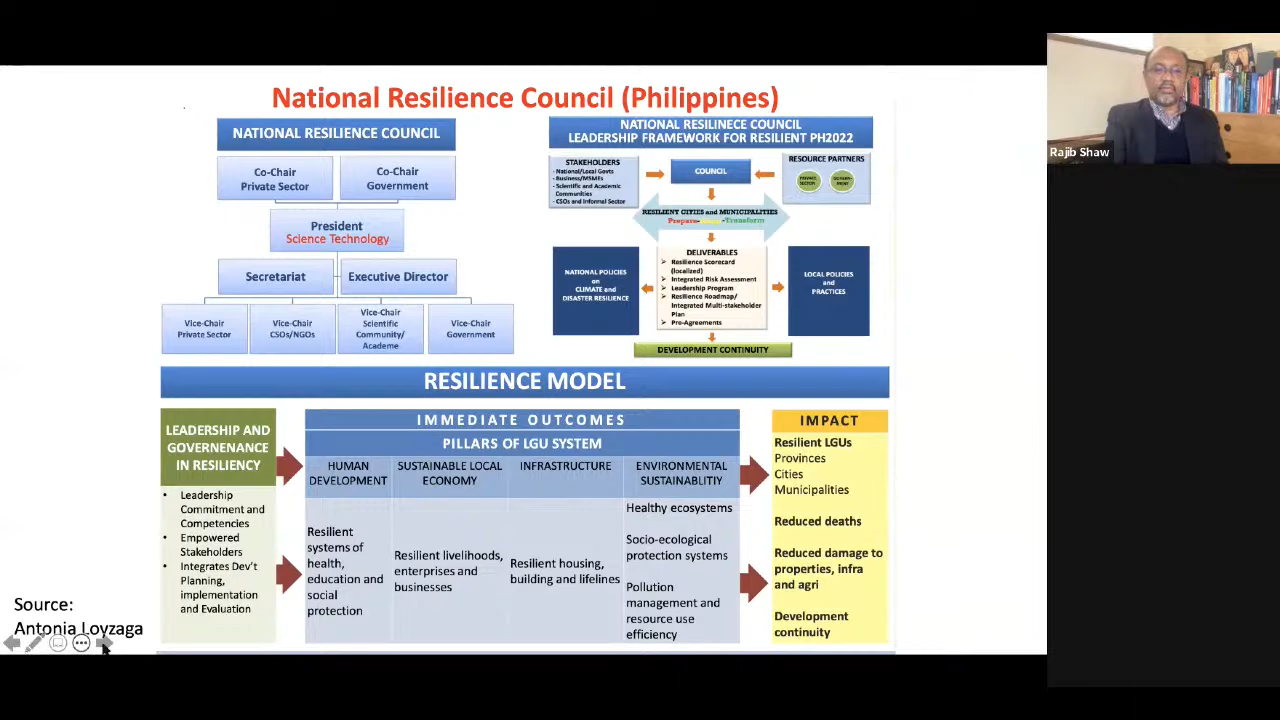 National Resilience Council (Philippines)
NATIONAL RESILIENCE COUNCIL
Co-Chair
Private Sector
Co-Chair
Government
President
Science Technology
Secretariat
Executive Director
Vice-Chair
Private Sector
Vice-Chair
CSOs/NGOs
Vice-Chair
Scientific
Community/
Academe
Vice-Chair
Government
NATIONAL RESILINECE COUNCIL
LEADERSHIP FRAMEWORK FOR RESILIENT PH2022
STAKEHOLDERS
- National/Local Govts
- Business/MSMEs
- Scientific and Academic
Communities
- CSOs and Informal Sector
COUNCIL
RESOURCE PARTNERS
PRIVATE
SECTOR
GOVERN-
MENT
RESILIENT CITIES and MUNICIPALITIES
Prepare-
-Transform
DELIVERABLES
Resilience Scorecard
(localized)
Integrated Risk Assessment
Leadership Program
Resilience Roadmap/
Integrated Multi-stakeholder
Plan
Pre-Agreements
NATIONAL POLICIES
on
CLIMATE and
DISASTER RESILIENCE
LOCAL POLICIES
and
PRACTICES
DEVELOPMENT CONTINUITY
RESILIENCE MODEL
LEADERSHIP AND
GOVERNENANCE
IN RESILIENCY
• Leadership
Commitment and
Competencies
• Empowered
Stakeholders
• Integrates Dev't
Planning,
implementation
and Evaluation
IMMEDIATE OUTCOMES
PILLARS OF LGU SYSTEM
HUMAN
DEVELOPMENT
SUSTAINABLE LOCAL
ECONOMY
INFRASTRUCTURE
ENVIRONMENTAL
SUSTAINABLITIY
Resilient
systems of
health,
education and
social
protection
Resilient livelihoods,
enterprises and
businesses
Resilient housing,
building and lifelines
Healthy ecosystems
Socio-ecological
protection systems
Pollution
management and
resource use
efficiency
IMPACT
Resilient LGUs
Provinces
Cities
Municipalities
Reduced deaths
Reduced damage to
properties, infra
and agri
Development
continuity
Source:
Antonia Loyzaga
Rajib Shaw